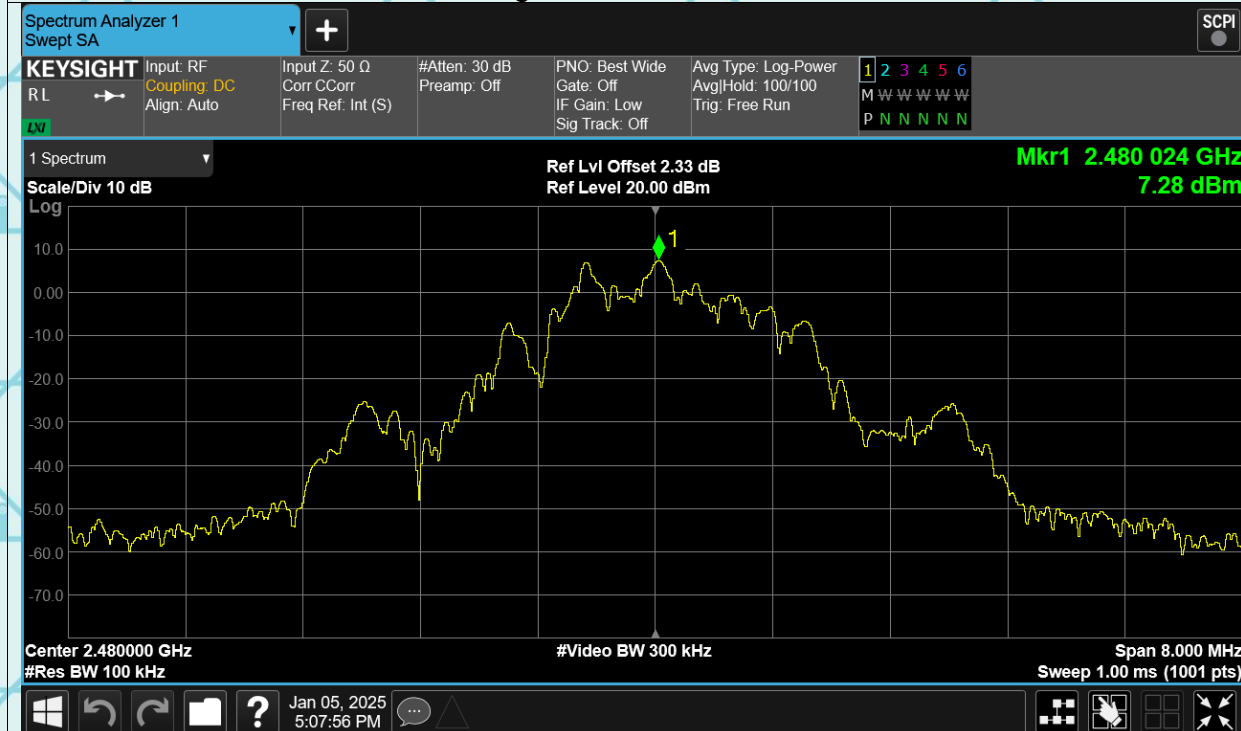 Spectrum Analyzer 1
Swept SA
+
SCPI
KEYSIGHT
RL
LXI
Input: RF
Coupling: DC
Align: Auto
Input Z: 50 Ω
Corr CCorr
Freq Ref: Int (S)
#Atten: 30 dB
Preamp: Off
PNO: Best Wide
Gate: Off
IF Gain: Low
Sig Track: Off
Avg Type: Log-Power
Avg|Hold: 100/100
Trig: Free Run
1 2 3 4 5 6
M W W W W W W
P N N N N N N
1 Spectrum
Scale/Div 10 dB
Log
Ref Lvl Offset 2.33 dB
Ref Level 20.00 dBm
Mkr1 2.480 024 GHz
7.28 dBm
1
10.0
0.00
-10.0
-20.0
-30.0
-40.0
-50.0
-60.0
-70.0
Center 2.480000 GHz
#Res BW 100 kHz
#Video BW 300 kHz
Span 8.000 MHz
Sweep 1.00 ms (1001 pts)
?
Jan 05, 2025
5:07:56 PM